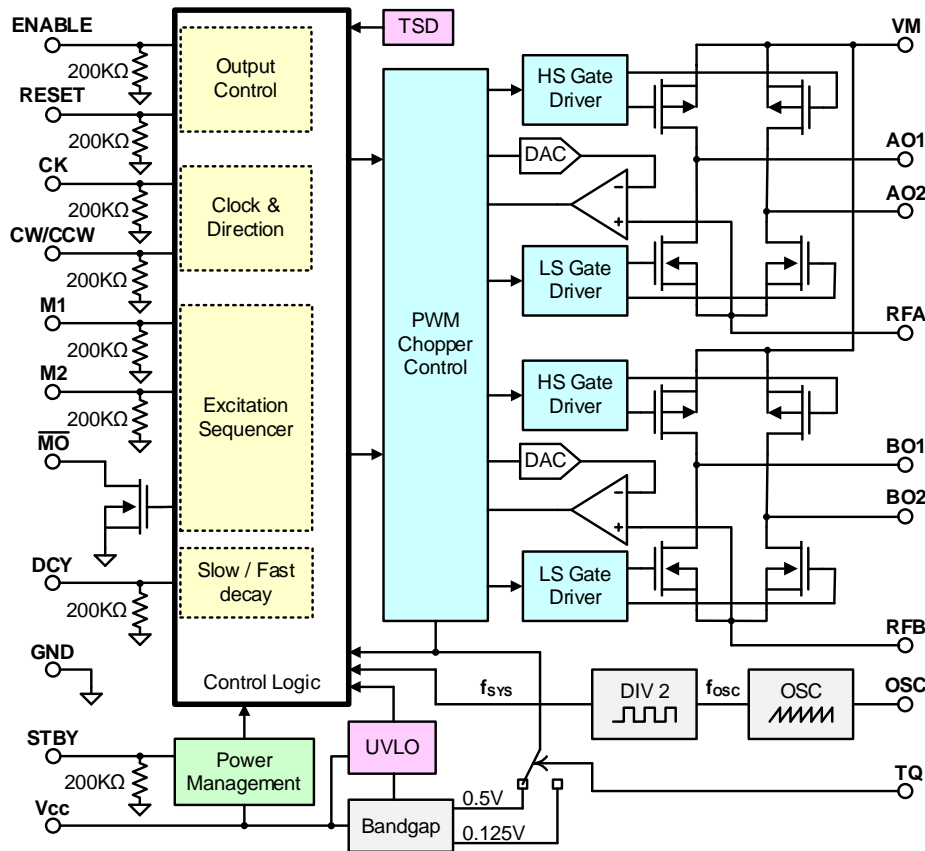 ENABLE
200KΩ
RESET
200KΩ
CK
200KΩ
CW/CCW
200KΩ
M1
200KΩ
M2
200KΩ
MO
DCY
200KΩ
GND
STBY
200KΩ
Vcc
Output
Control
Clock &
Direction
Excitation
Sequencer
Slow / Fast
decay
Control Logic
Power
Management
TSD
UVLO
Bandgap
0.5V
0.125V
PWM
Chopper
Control
HS Gate
Driver
DAC
-
+
LS Gate
Driver
HS Gate
Driver
DAC
-
+
LS Gate
Driver
fSYS
DIV 2
fOSC
OSC
VM
AO1
AO2
RFA
BO1
BO2
RFB
OSC
TQ